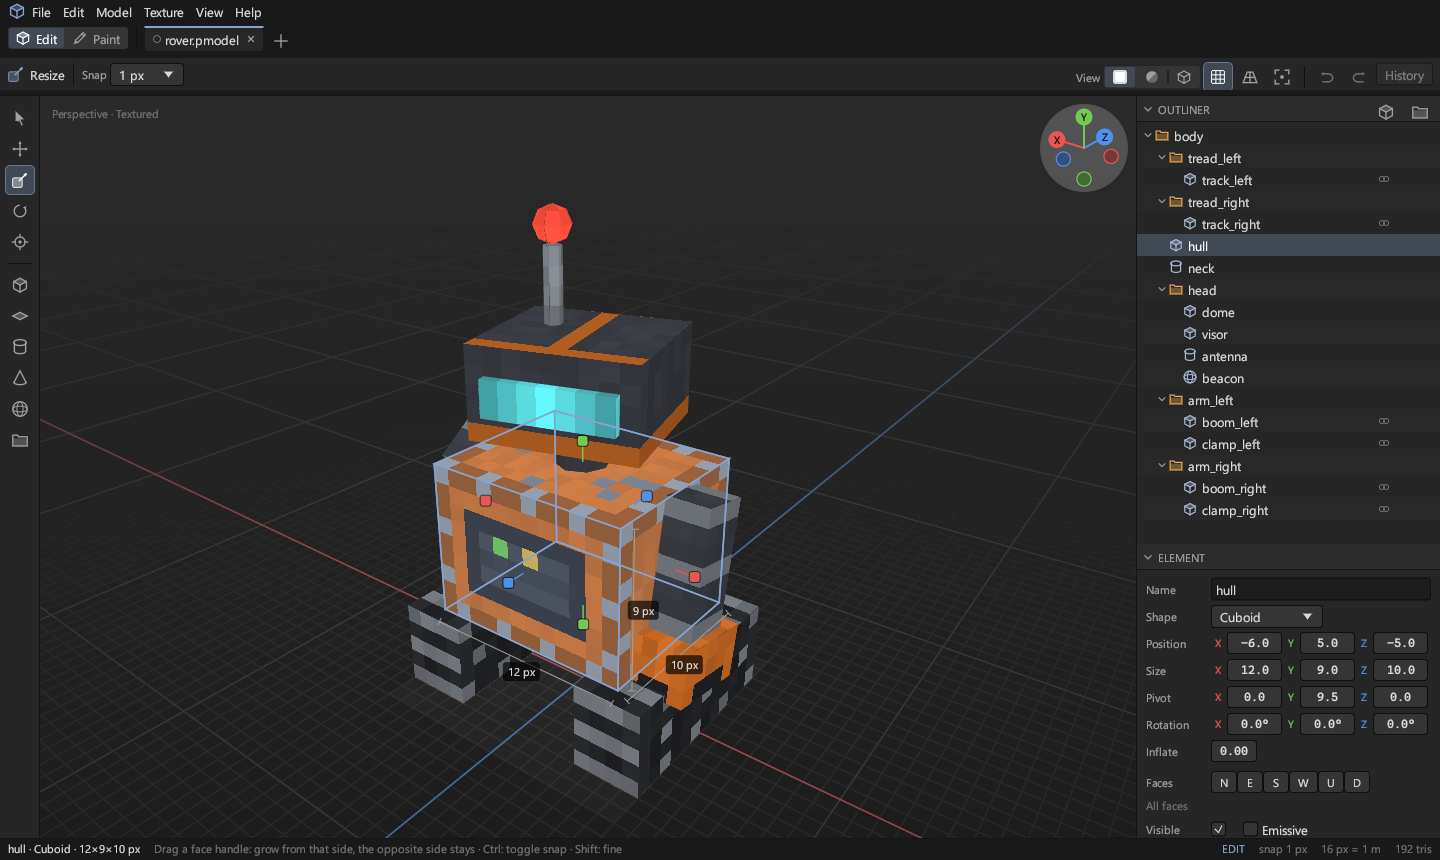 File Edit Model Texture View Help
Edit Paint rover.pmodel × +
Resize Snap 1 px View History
Perspective · Textured
Y
X Z
OUTLINER
body
tread_left
track_left
tread_right
track_right
hull
neck
head
dome
visor
antenna
beacon
arm_left
boom_left
clamp_left
arm_right
boom_right
clamp_right
9 px
10 px
12 px
ELEMENT
Name hull
Shape Cuboid
Position X −6.0 Y 5.0 Z −5.0
Size X 12.0 Y 9.0 Z 10.0
Pivot X 0.0 Y 9.5 Z 0.0
Rotation X 0.0° Y 0.0° Z 0.0°
Inflate 0.00
Faces N E S W U D
All faces
Visible Emissive
hull · Cuboid · 12×9×10 px Drag a face handle: grow from that side, the opposite side stays · Ctrl: toggle snap · Shift: fine EDIT snap 1 px 16 px = 1 m 192 tris